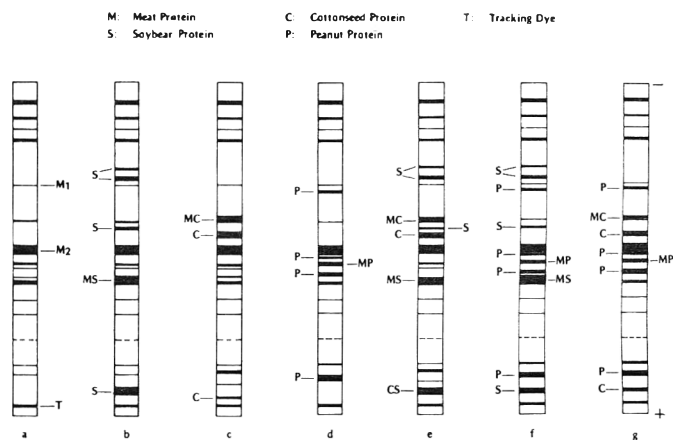 M: Meat Protein C: Cottonseed Protein T: Tracking Dye
S: Soybear Protein P: Peanut Protein
− 
S S S
M1 P P P
MC MC MC
S C S C S C
M2 P P P
MP MP MP
P P P
MS MS MS
P P P
S CS S C
T C
+
a b c d e f g